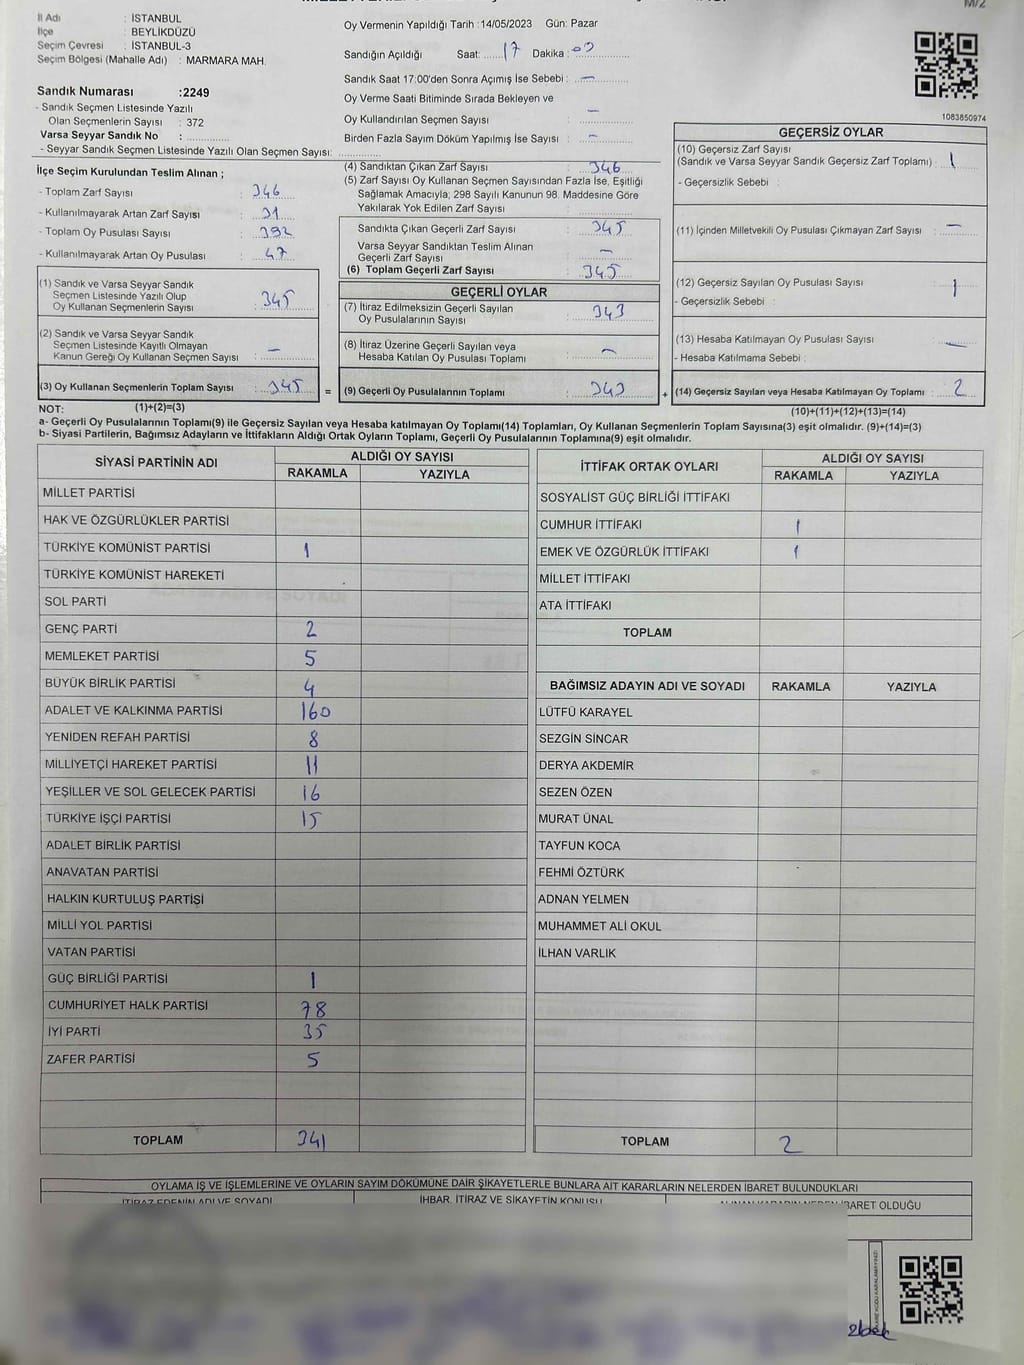 M/2
İl Adı : İSTANBUL
İlçe : BEYLİKDÜZÜ
Seçim Çevresi : İSTANBUL-3
Seçim Bölgesi (Mahalle Adı) : MARMARA MAH.
Sandık Numarası :2249
- Sandık Seçmen Listesinde Yazılı
Olan Seçmenlerin Sayısı : 372
Varsa Seyyar Sandık No :
- Seyyar Sandık Seçmen Listesinde Yazılı Olan Seçmen Sayısı:
Oy Vermenin Yapıldığı Tarih :14/05/2023 Gün: Pazar
Sandığın Açıldığı Saat: 17 Dakika : 00
Sandık Saat 17:00'den Sonra Açımış İse Sebebi : –
Oy Verme Saati Bitiminde Sırada Bekleyen ve
Oy Kullandırılan Seçmen Sayısı : –
Birden Fazla Sayım Döküm Yapılmış İse Sayısı : –
1083850974
İlçe Seçim Kurulundan Teslim Alınan ;
- Toplam Zarf Sayısı : 346
- Kullanılmayarak Artan Zarf Sayısı : 31
- Toplam Oy Pusulası Sayısı : 392
- Kullanılmayarak Artan Oy Pusulası : 47
(1) Sandık ve Varsa Seyyar Sandık
Seçmen Listesinde Yazılı Olup
Oy Kullanan Seçmenlerin Sayısı : 345
(2) Sandık ve Varsa Seyyar Sandık
Seçmen Listesinde Kayıtlı Olmayan
Kanun Gereği Oy Kullanan Seçmen Sayısı : –
(3) Oy Kullanan Seçmenlerin Toplam Sayısı : 345 =
(4) Sandıktan Çıkan Zarf Sayısı : 346
(5) Zarf Sayısı Oy Kullanan Seçmen Sayısından Fazla İse, Eşitliği
Sağlamak Amacıyla; 298 Sayılı Kanunun 98. Maddesine Göre
Yakılarak Yok Edilen Zarf Sayısı :
Sandıkta Çıkan Geçerli Zarf Sayısı : 345
Varsa Seyyar Sandıktan Teslim Alınan
Geçerli Zarf Sayısı : –
(6) Toplam Geçerli Zarf Sayısı : 345
GEÇERLİ OYLAR
(7) İtiraz Edilmeksizin Geçerli Sayılan
Oy Pusulalarının Sayısı : 343
(8) İtiraz Üzerine Geçerli Sayılan veya
Hesaba Katılan Oy Pusulası Toplamı : –
(9) Geçerli Oy Pusulalarının Toplamı : 343 +
GEÇERSİZ OYLAR
(10) Geçersiz Zarf Sayısı
(Sandık ve Varsa Seyyar Sandık Geçersiz Zarf Toplamı) : 1
- Geçersizlik Sebebi :
(11) İçinden Milletvekili Oy Pusulası Çıkmayan Zarf Sayısı : –
(12) Geçersiz Sayılan Oy Pusulası Sayısı : 1
- Geçersizlik Sebebi :
(13) Hesaba Katılmayan Oy Pusulası Sayısı : –
- Hesaba Katılmama Sebebi :
(14) Geçersiz Sayılan veya Hesaba Katılmayan Oy Toplamı : 2
NOT: (1)+(2)=(3) (10)+(11)+(12)+(13)=(14)
a- Geçerli Oy Pusulalarının Toplamı(9) ile Geçersiz Sayılan veya Hesaba katılmayan Oy Toplamı(14) Toplamları, Oy Kullanan Seçmenlerin Toplam Sayısına(3) eşit olmalıdır. (9)+(14)=(3)
b- Siyasi Partilerin, Bağımsız Adayların ve İttifakların Aldığı Ortak Oyların Toplamı, Geçerli Oy Pusulalarının Toplamına(9) eşit olmalıdır.
SİYASİ PARTİNİN ADI ALDIĞI OY SAYISI
RAKAMLA YAZIYLA
MİLLET PARTİSİ
HAK VE ÖZGÜRLÜKLER PARTİSİ
TÜRKİYE KOMÜNİST PARTİSİ 1
TÜRKİYE KOMÜNİST HAREKETİ
SOL PARTİ
GENÇ PARTİ 2
MEMLEKET PARTİSİ 5
BÜYÜK BİRLİK PARTİSİ 4
ADALET VE KALKINMA PARTİSİ 160
YENİDEN REFAH PARTİSİ 8
MİLLİYETÇİ HAREKET PARTİSİ 11
YEŞİLLER VE SOL GELECEK PARTİSİ 16
TÜRKİYE İŞÇİ PARTİSİ 15
ADALET BİRLİK PARTİSİ
ANAVATAN PARTİSİ
HALKIN KURTULUŞ PARTİSİ
MİLLİ YOL PARTİSİ
VATAN PARTİSİ
GÜÇ BİRLİĞİ PARTİSİ 1
CUMHURİYET HALK PARTİSİ 78
İYİ PARTİ 35
ZAFER PARTİSİ 5
TOPLAM 341
İTTİFAK ORTAK OYLARI ALDIĞI OY SAYISI
RAKAMLA YAZIYLA
SOSYALİST GÜÇ BİRLİĞİ İTTİFAKI
CUMHUR İTTİFAKI 1
EMEK VE ÖZGÜRLÜK İTTİFAKI 1
MİLLET İTTİFAKI
ATA İTTİFAKI
TOPLAM
BAĞIMSIZ ADAYIN ADI VE SOYADI RAKAMLA YAZIYLA
LÜTFÜ KARAYEL
SEZGİN SİNCAR
DERYA AKDEMİR
SEZEN ÖZEN
MURAT ÜNAL
TAYFUN KOCA
FEHMİ ÖZTÜRK
ADNAN YELMEN
MUHAMMET ALİ OKUL
İLHAN VARLIK
TOPLAM 2
OYLAMA İŞ VE İŞLEMLERİNE VE OYLARIN SAYIM DÖKÜMÜNE DAİR ŞİKAYETLERLE BUNLARA AİT KARARLARIN NELERDEN İBARET BULUNDUKLARI
İTİRAZ EDENİN ADI VE SOYADI İHBAR, İTİRAZ VE ŞİKAYETİN KONUSU İBARET OLDUĞU